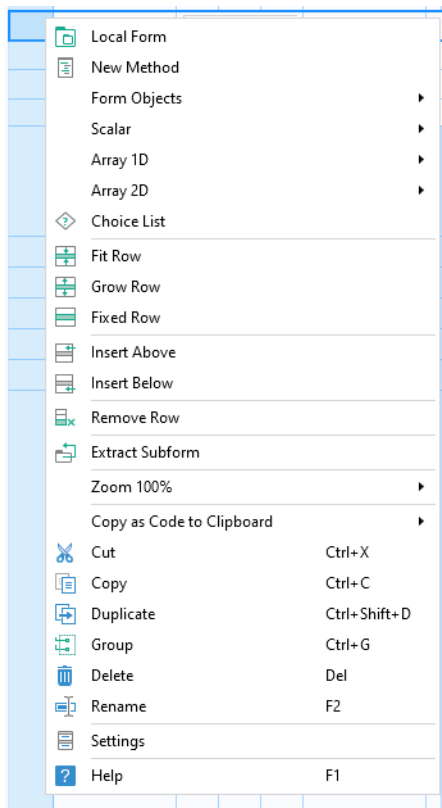 Local Form
New Method
Form Objects
Scalar
Array 1D
Array 2D
Choice List
Fit Row
Grow Row
Fixed Row
Insert Above
Insert Below
Remove Row
Extract Subform
Zoom 100%
Copy as Code to Clipboard
Cut Ctrl+X
Copy Ctrl+C
Duplicate Ctrl+Shift+D
Group Ctrl+G
Delete Del
Rename F2
Settings
Help F1